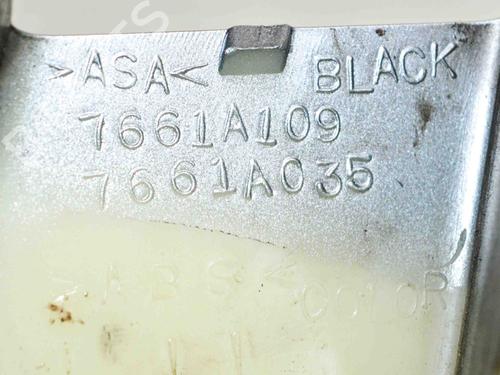 >ASA< BLACK
7661A109
7661A035
>ABS< COLOR